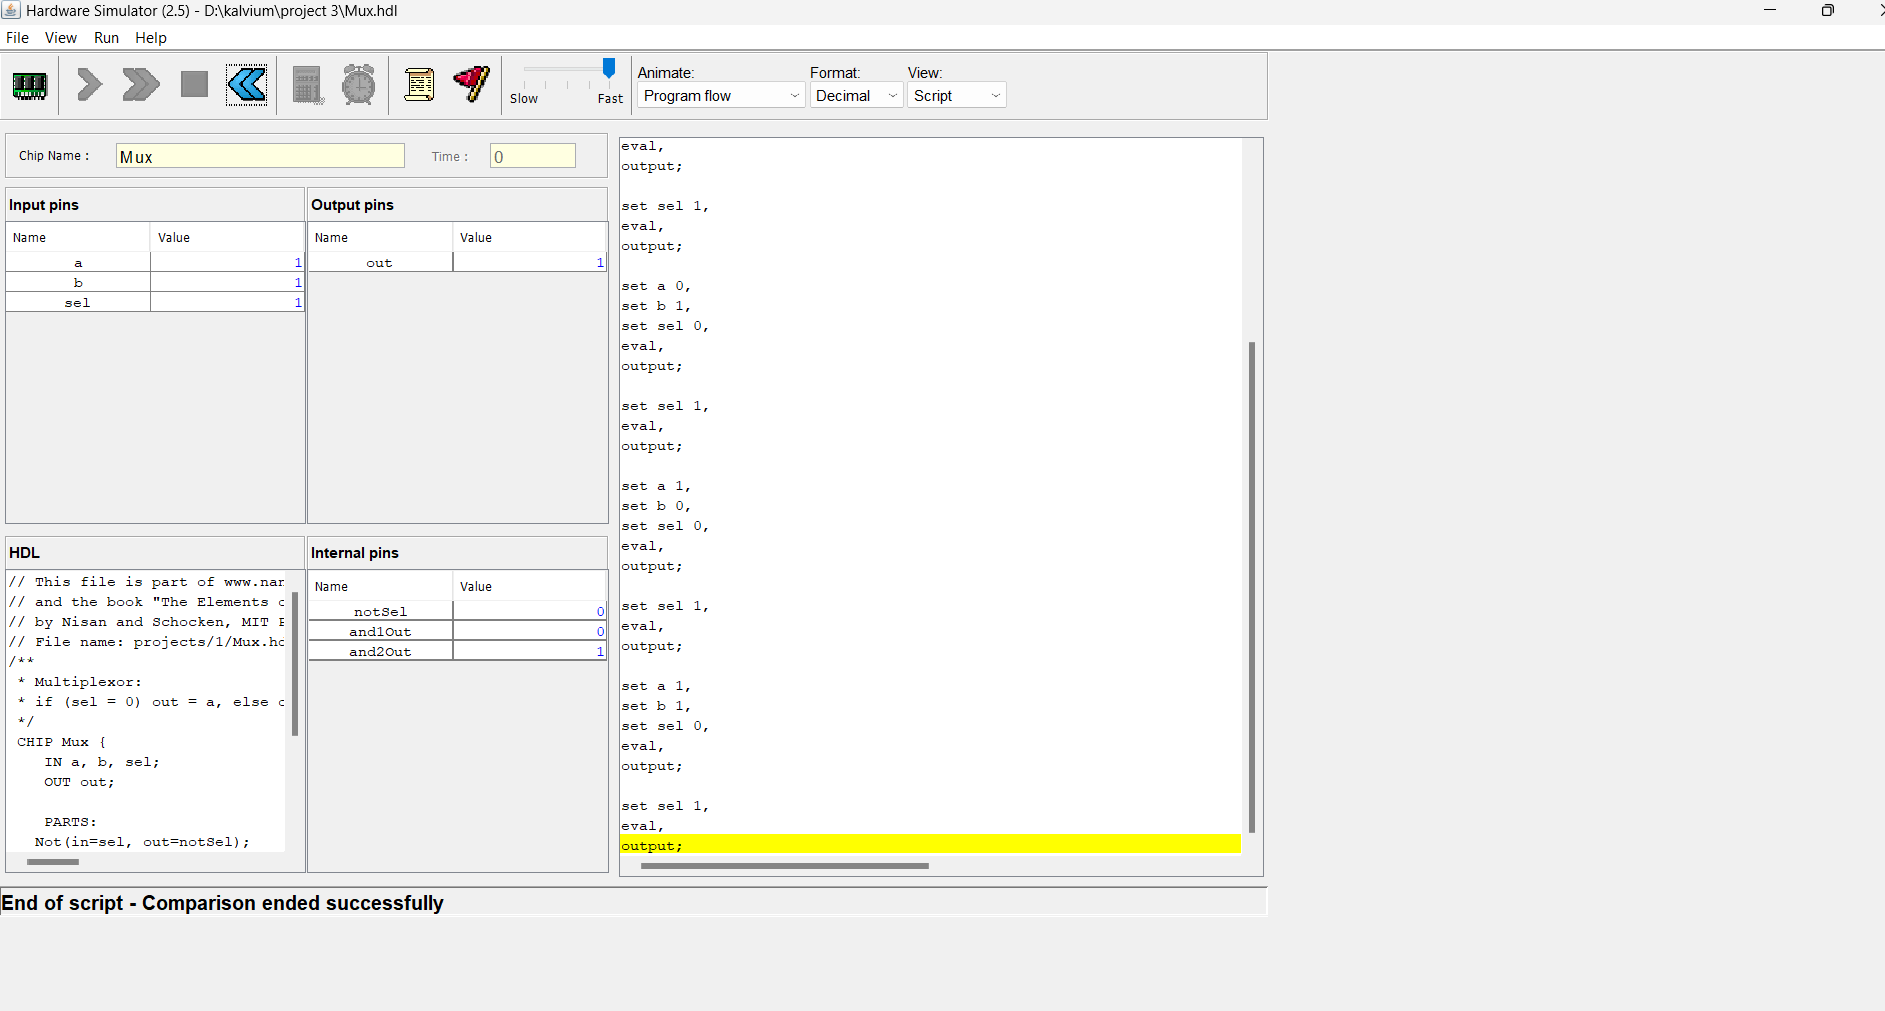 Hardware Simulator (2.5) - D:\kalvium\project 3\Mux.hdl
File View Run Help
Slow Fast
Animate:
Program flow
Format:
Decimal
View:
Script
Chip Name : Mux Time : 0
Input pins
Name Value
a 1
b 1
sel 1
Output pins
Name Value
out 1
HDL
// This file is part of www.nan
// and the book "The Elements
// by Nisan and Schocken, MIT
// File name: projects/1/Mux.hd
/**
* Multiplexor:
* if (sel = 0) out = a, else
*/
CHIP Mux {
IN a, b, sel;
OUT out;
PARTS:
Not(in=sel, out=notSel);
Internal pins
Name Value
notSel 0
and1Out 0
and2Out 1
eval,
output;
set sel 1,
eval,
output;
set a 0,
set b 1,
set sel 0,
eval,
output;
set sel 1,
eval,
output;
set a 1,
set b 0,
set sel 0,
eval,
output;
set sel 1,
eval,
output;
set a 1,
set b 1,
set sel 0,
eval,
output;
set sel 1,
eval,
output;
End of script - Comparison ended successfully